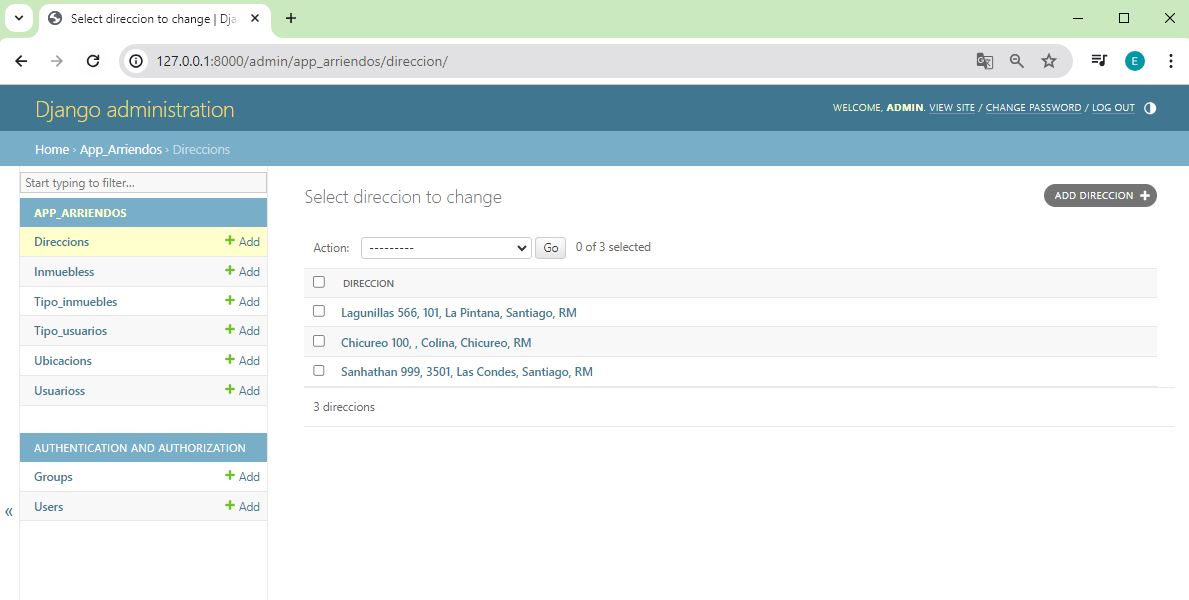 Select direccion to change | Dja
127.0.0.1:8000/admin/app_arriendos/direccion/
E
Django administration
WELCOME, ADMIN. VIEW SITE / CHANGE PASSWORD / LOG OUT
Home › App_Arriendos › Direccions
Start typing to filter...
APP_ARRIENDOS
Direccions + Add
Inmuebless + Add
Tipo_inmuebles + Add
Tipo_usuarios + Add
Ubicacions + Add
Usuarioss + Add
AUTHENTICATION AND AUTHORIZATION
Groups + Add
Users + Add
«
Select direccion to change
ADD DIRECCION +
Action: --------- Go 0 of 3 selected
DIRECCION
Lagunillas 566, 101, La Pintana, Santiago, RM
Chicureo 100, , Colina, Chicureo, RM
Sanhathan 999, 3501, Las Condes, Santiago, RM
3 direccions